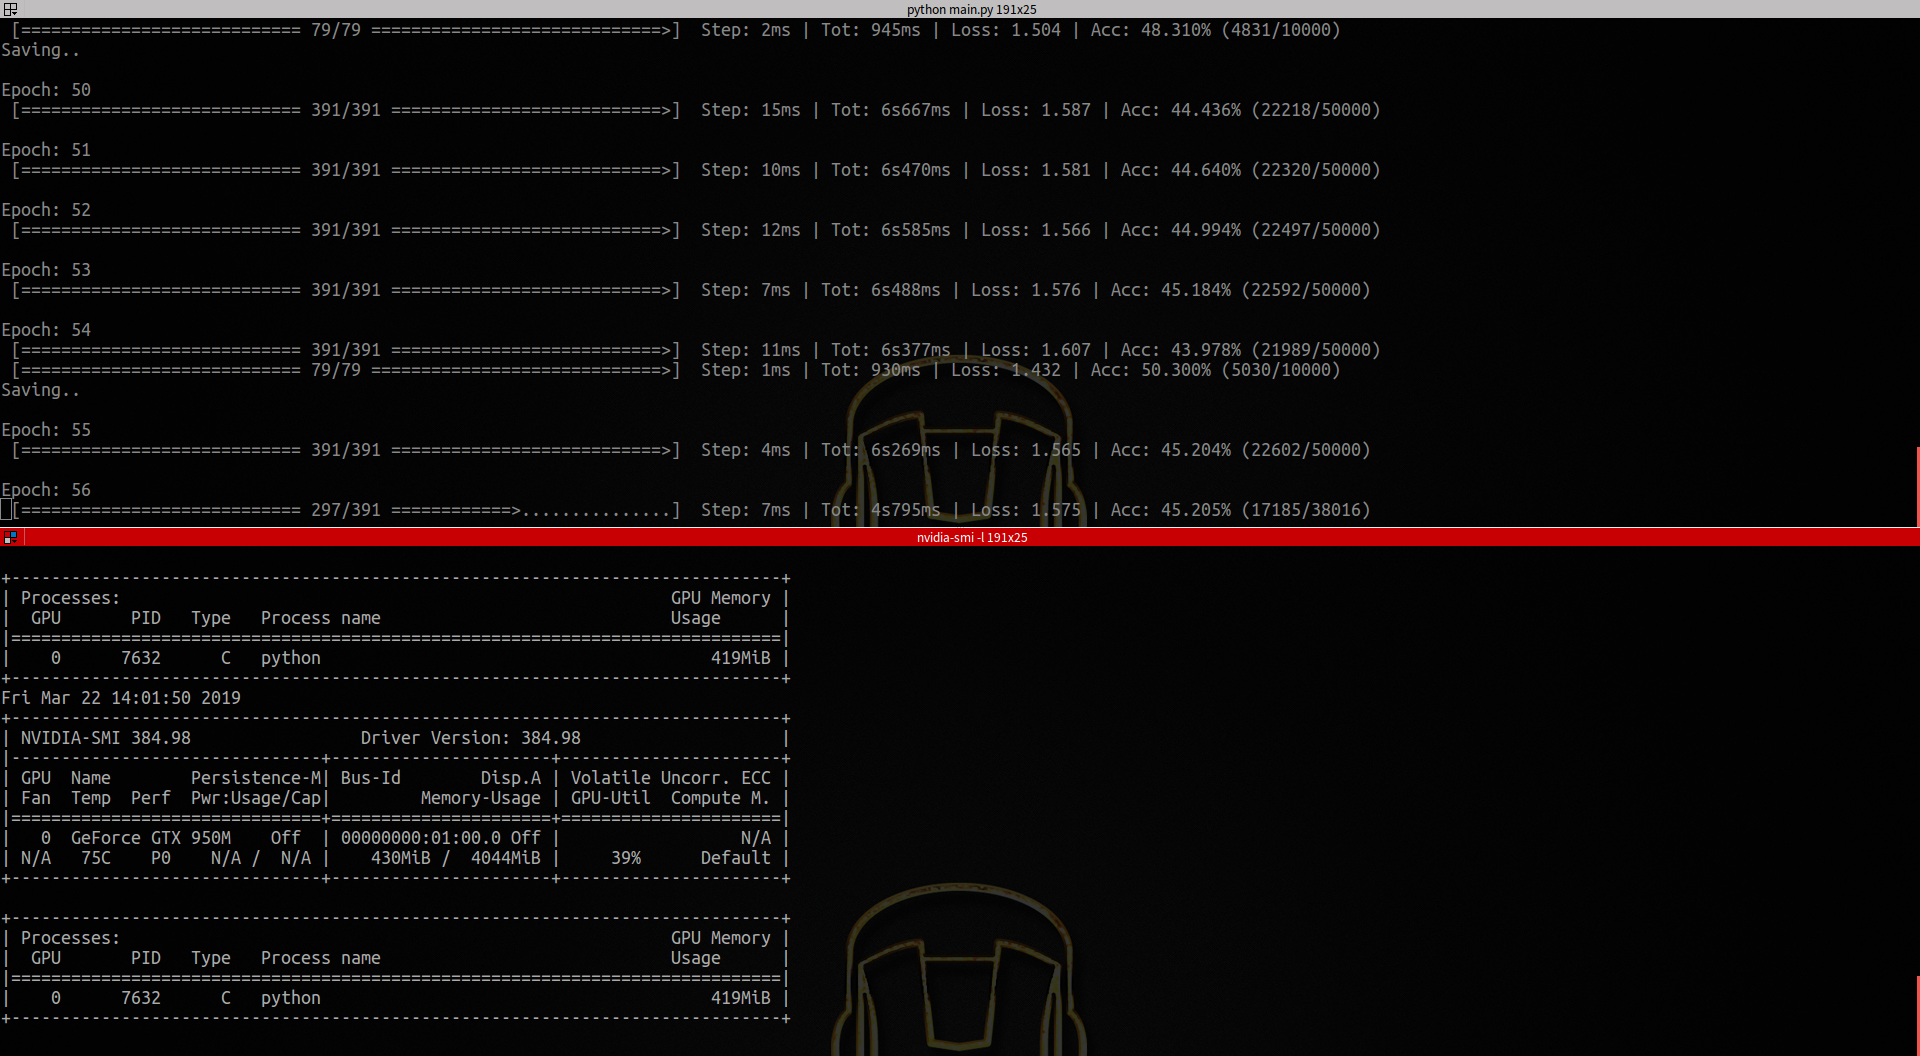 python main.py 191x25
[============================ 79/79 =============================>]  Step: 2ms | Tot: 945ms | Loss: 1.504 | Acc: 48.310% (4831/10000)
Saving..
Epoch: 50
[============================ 391/391 ===========================>]  Step: 15ms | Tot: 6s667ms | Loss: 1.587 | Acc: 44.436% (22218/50000)
Epoch: 51
[============================ 391/391 ===========================>]  Step: 10ms | Tot: 6s470ms | Loss: 1.581 | Acc: 44.640% (22320/50000)
Epoch: 52
[============================ 391/391 ===========================>]  Step: 12ms | Tot: 6s585ms | Loss: 1.566 | Acc: 44.994% (22497/50000)
Epoch: 53
[============================ 391/391 ===========================>]  Step: 7ms | Tot: 6s488ms | Loss: 1.576 | Acc: 45.184% (22592/50000)
Epoch: 54
[============================ 391/391 ===========================>]  Step: 11ms | Tot: 6s377ms | Loss: 1.607 | Acc: 43.978% (21989/50000)
[============================ 79/79 =============================>]  Step: 1ms | Tot: 930ms | Loss: 1.432 | Acc: 50.300% (5030/10000)
Saving..
Epoch: 55
[============================ 391/391 ===========================>]  Step: 4ms | Tot: 6s269ms | Loss: 1.565 | Acc: 45.204% (22602/50000)
Epoch: 56
[============================ 297/391 ============>...............]  Step: 7ms | Tot: 4s795ms | Loss: 1.575 | Acc: 45.205% (17185/38016)
nvidia-smi -l 191x25
+-----------------------------------------------------------------------------+
| Processes:                                                       GPU Memory |
|  GPU       PID   Type   Process name                             Usage      |
|=============================================================================|
|    0      7632      C   python                                       419MiB |
+-----------------------------------------------------------------------------+
Fri Mar 22 14:01:50 2019
+-----------------------------------------------------------------------------+
| NVIDIA-SMI 384.98                 Driver Version: 384.98                    |
|-------------------------------+----------------------+----------------------+
| GPU  Name        Persistence-M| Bus-Id        Disp.A | Volatile Uncorr. ECC |
| Fan  Temp  Perf  Pwr:Usage/Cap|         Memory-Usage | GPU-Util  Compute M. |
|===============================+======================+======================|
|   0  GeForce GTX 950M    Off  | 00000000:01:00.0 Off |                  N/A |
| N/A   75C    P0    N/A /  N/A |    430MiB /  4044MiB |     39%      Default |
+-------------------------------+----------------------+----------------------+
+-----------------------------------------------------------------------------+
| Processes:                                                       GPU Memory |
|  GPU       PID   Type   Process name                             Usage      |
|=============================================================================|
|    0      7632      C   python                                       419MiB |
+-----------------------------------------------------------------------------+